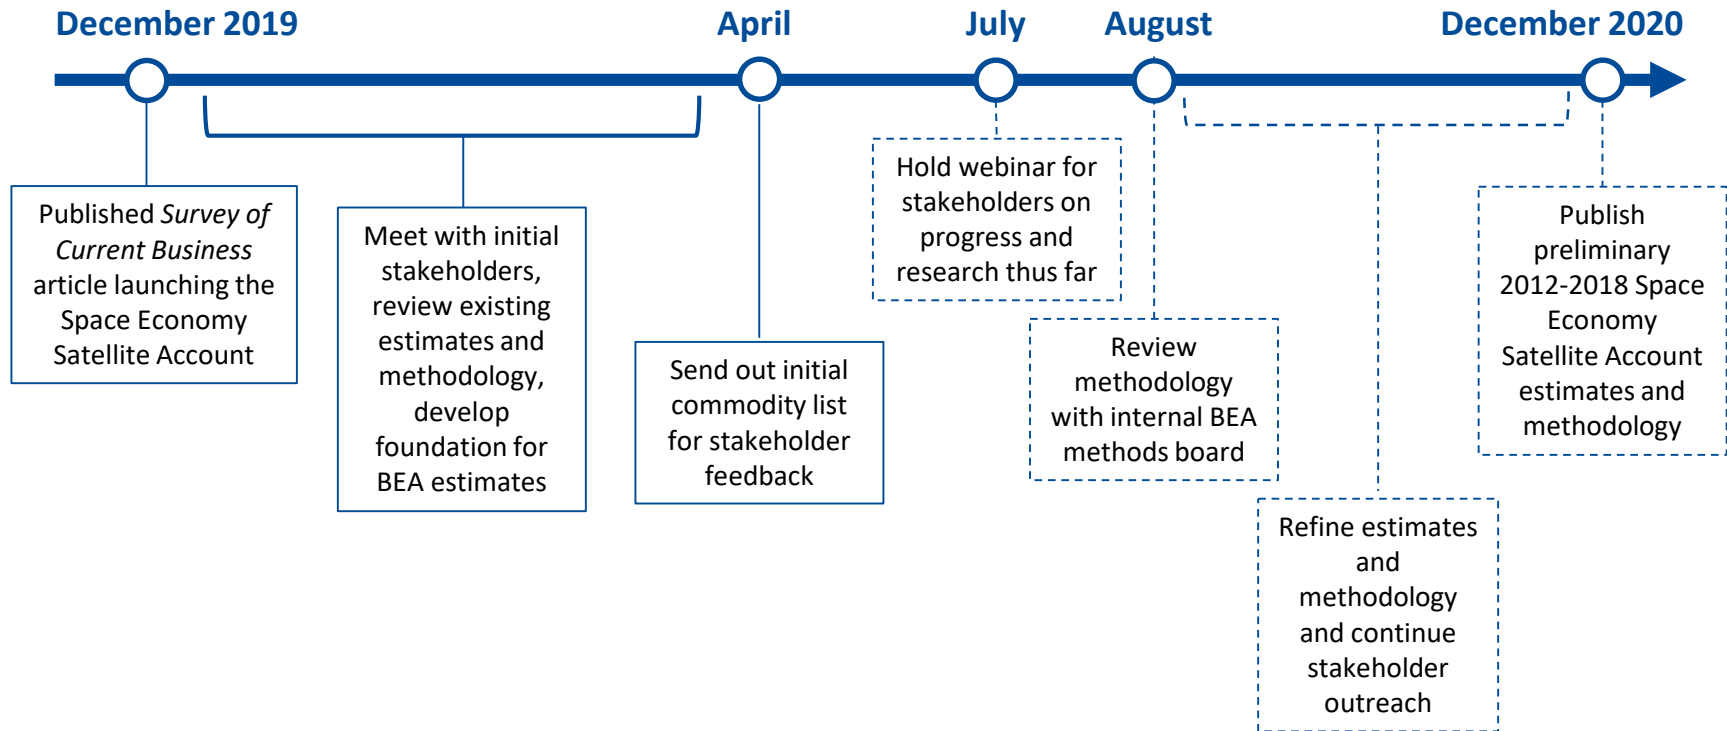 December 2019
April
July
August
December 2020
Published Survey of
Current Business
article launching the
Space Economy
Satellite Account
Meet with initial
stakeholders,
review existing
estimates and
methodology,
develop
foundation for
BEA estimates
Send out initial
commodity list
for stakeholder
feedback
Hold webinar for
stakeholders on
progress and
research thus far
Review
methodology
with internal BEA
methods board
Refine estimates
and
methodology
and continue
stakeholder
outreach
Publish
preliminary
2012-2018 Space
Economy
Satellite Account
estimates and
methodology